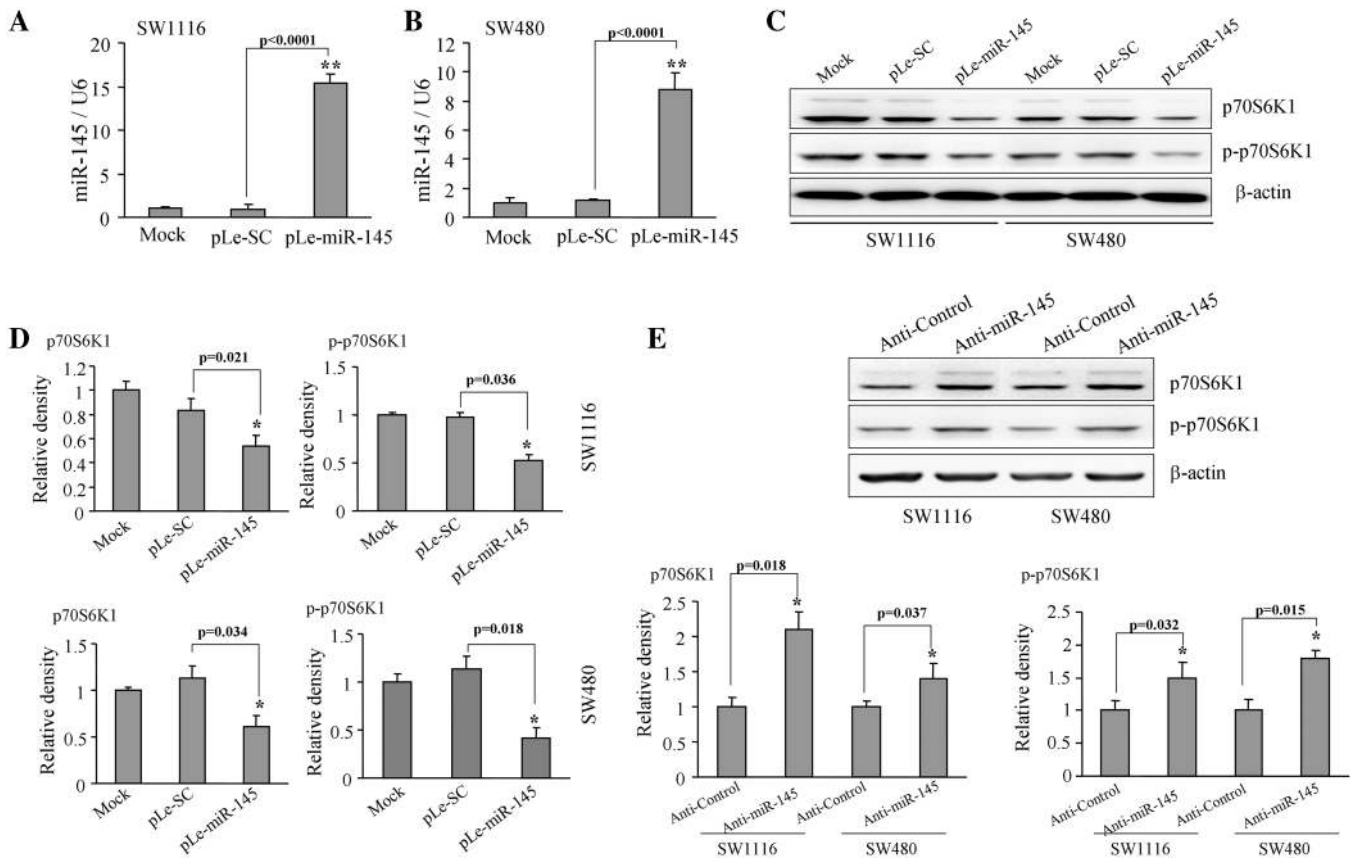 A
SW1116
p<0.0001
**
miR-145 / U6
20
15
10
5
0
Mock
pLe-SC
pLe-miR-145
B
SW480
p<0.0001
**
miR-145 / U6
12
10
8
6
4
2
0
Mock
pLe-SC
pLe-miR-145
C
Mock
pLe-SC
pLe-miR-145
Mock
pLe-SC
pLe-miR-145
p70S6K1
p-p70S6K1
β-actin
SW1116
SW480
D
p70S6K1
p=0.021
*
Relative density
1.2
1
0.8
0.6
0.4
0.2
0
Mock
pLe-SC
pLe-miR-145
p-p70S6K1
p=0.036
*
Relative density
1.5
1
0.5
0
Mock
pLe-SC
pLe-miR-145
SW1116
p70S6K1
p=0.034
*
Relative density
1.5
1
0.5
0
Mock
pLe-SC
pLe-miR-145
p-p70S6K1
p=0.018
*
Relative density
1.5
1
0.5
0
Mock
pLe-SC
pLe-miR-145
SW480
E
Anti-Control
Anti-miR-145
Anti-Control
Anti-miR-145
p70S6K1
p-p70S6K1
β-actin
SW1116
SW480
p70S6K1
p=0.018
*
p=0.037
*
Relative density
2.5
2
1.5
1
0.5
0
Anti-Control
Anti-miR-145
Anti-Control
Anti-miR-145
SW1116
SW480
p-p70S6K1
p=0.032
*
p=0.015
*
Relative density
2.5
2
1.5
1
0.5
0
Anti-Control
Anti-miR-145
Anti-Control
Anti-miR-145
SW1116
SW480